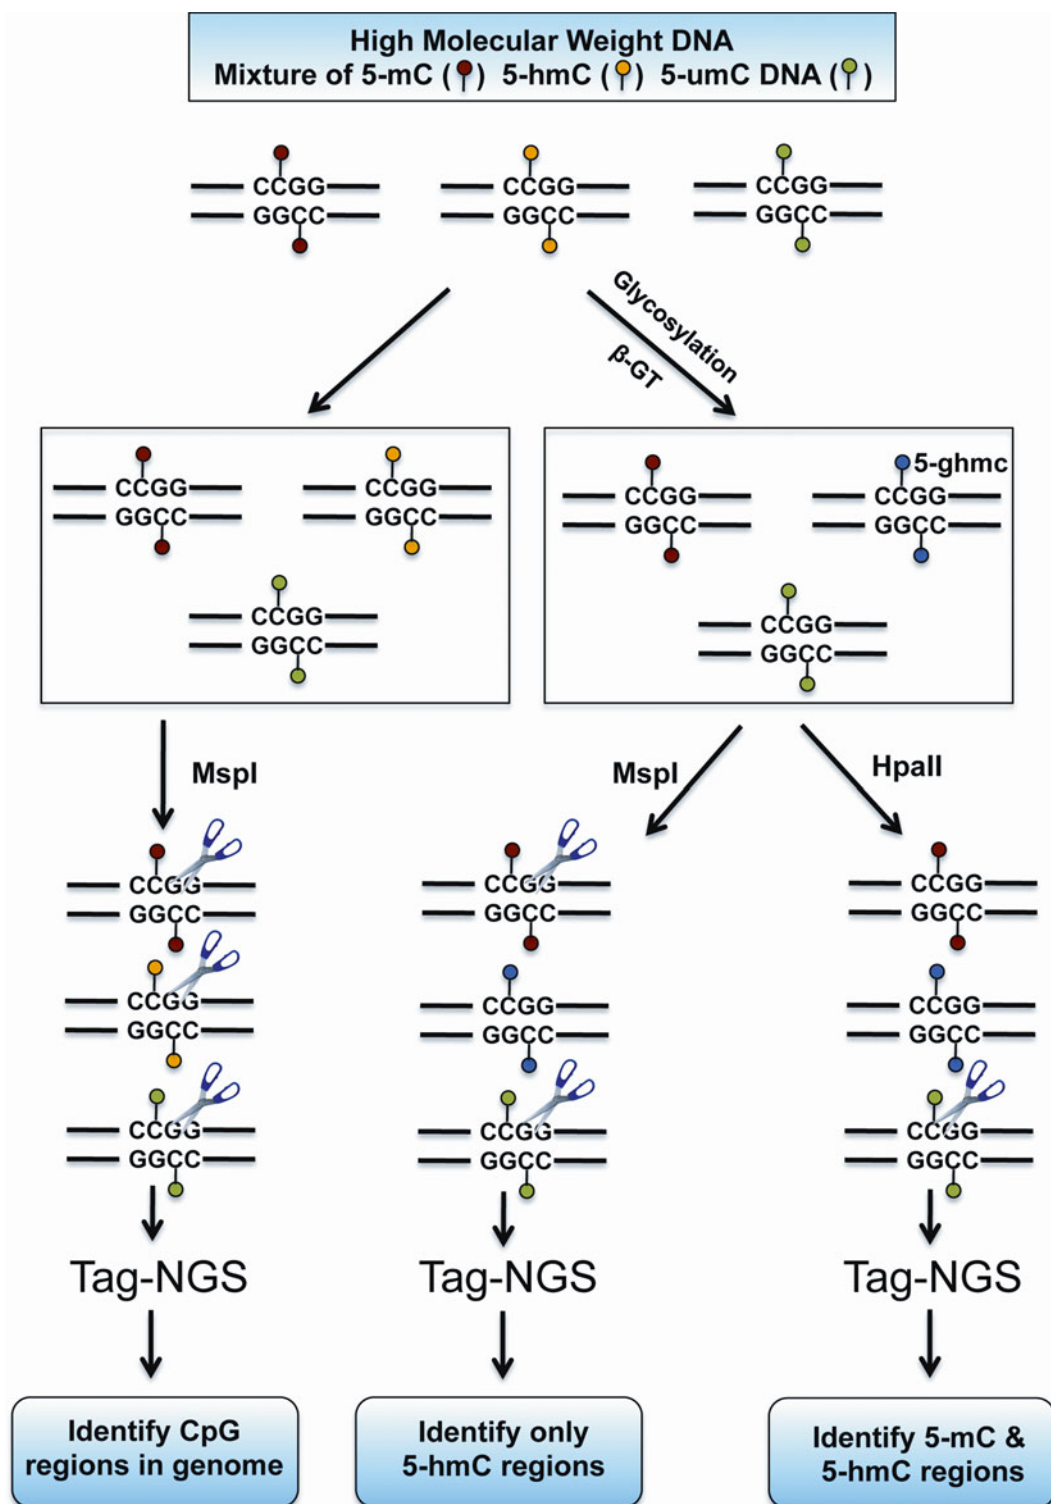 High Molecular Weight DNA
Mixture of 5-mC ( ) 5-hmC ( ) 5-umC DNA ( )
CCGG CCGG CCGG
GGCC GGCC GGCC
Glycosylation
β-GT
CCGG CCGG
GGCC GGCC
CCGG
GGCC
5-ghmc
CCGG CCGG
GGCC GGCC
CCGG
GGCC
MspI MspI HpaII
CCGG CCGG CCGG
GGCC GGCC GGCC
CCGG CCGG CCGG
GGCC GGCC GGCC
CCGG CCGG CCGG
GGCC GGCC GGCC
Tag-NGS Tag-NGS Tag-NGS
Identify CpG
regions in genome
Identify only
5-hmC regions
Identify 5-mC &
5-hmC regions